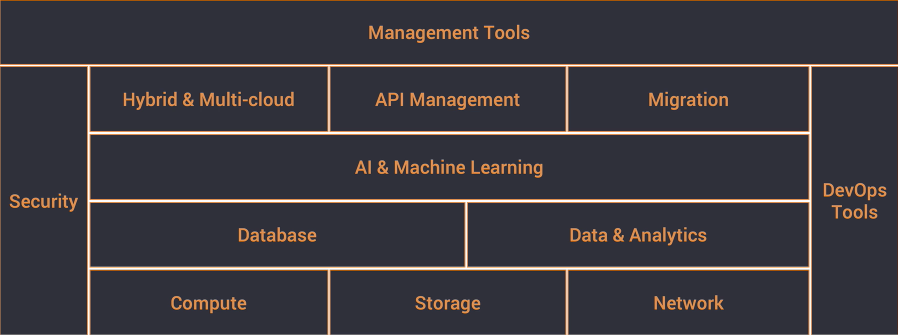 Management Tools
Hybrid & Multi-cloud
API Management
Migration
AI & Machine Learning
Security
DevOps
Tools
Database
Data & Analytics
Compute
Storage
Network